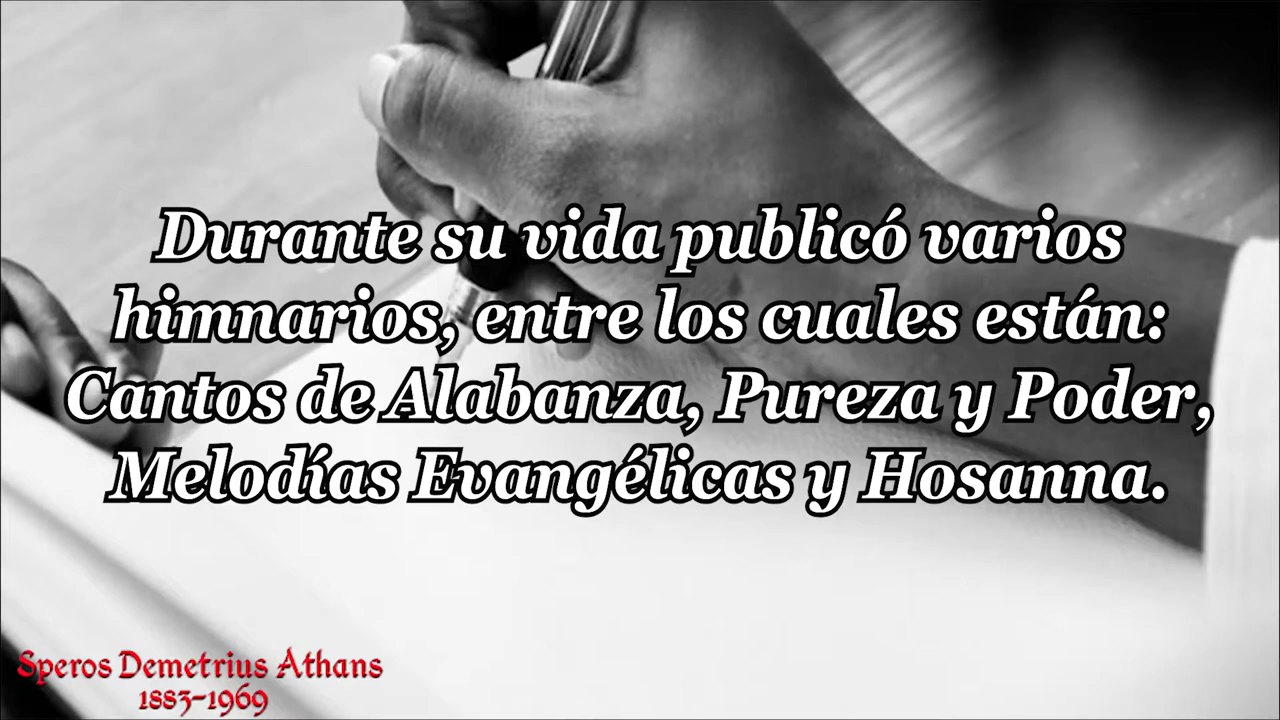 Durante su vida publicó varios
himnarios, entre los cuales están:
Cantos de Alabanza, Pureza y Poder,
Melodías Evangélicas y Hosanna.
Speros Demetrius Athans
1883-1969